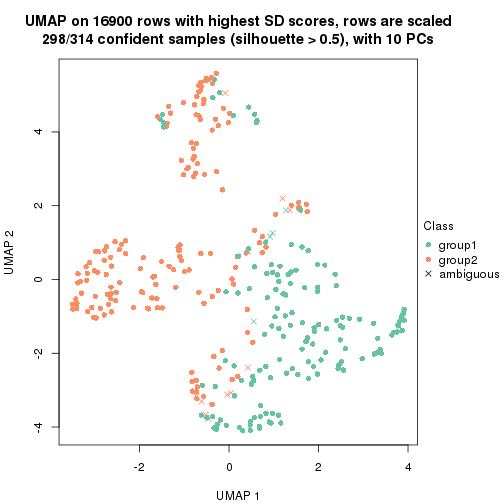 UMAP on 16900 rows with highest SD scores, rows are scaled
298/314 confident samples (silhouette > 0.5), with 10 PCs
4
2
0
-2
-4
UMAP 2
-2
0
2
4
UMAP 1
Class
group1
group2
ambiguous